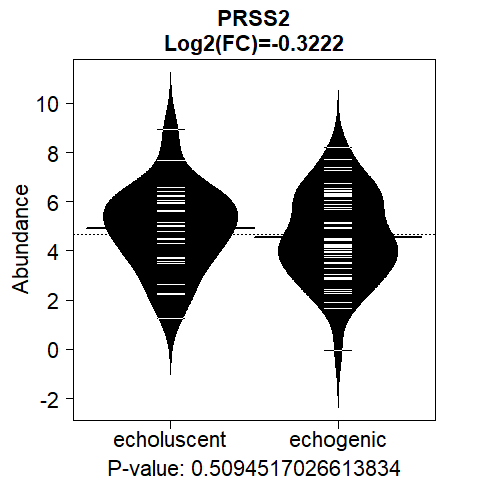 PRSS2
Log2(FC)=-0.3222
Abundance
10
8
6
4
2
0
-2
echoluscent echogenic
P-value: 0.5094517026613834